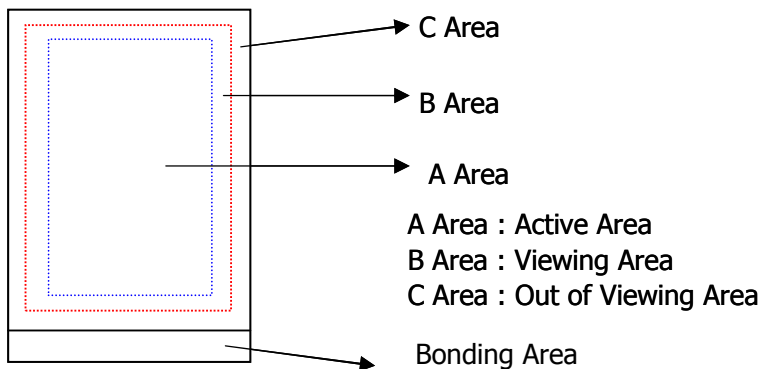 C Area
B Area
A Area
A Area : Active Area
B Area : Viewing Area
C Area : Out of Viewing Area
Bonding Area